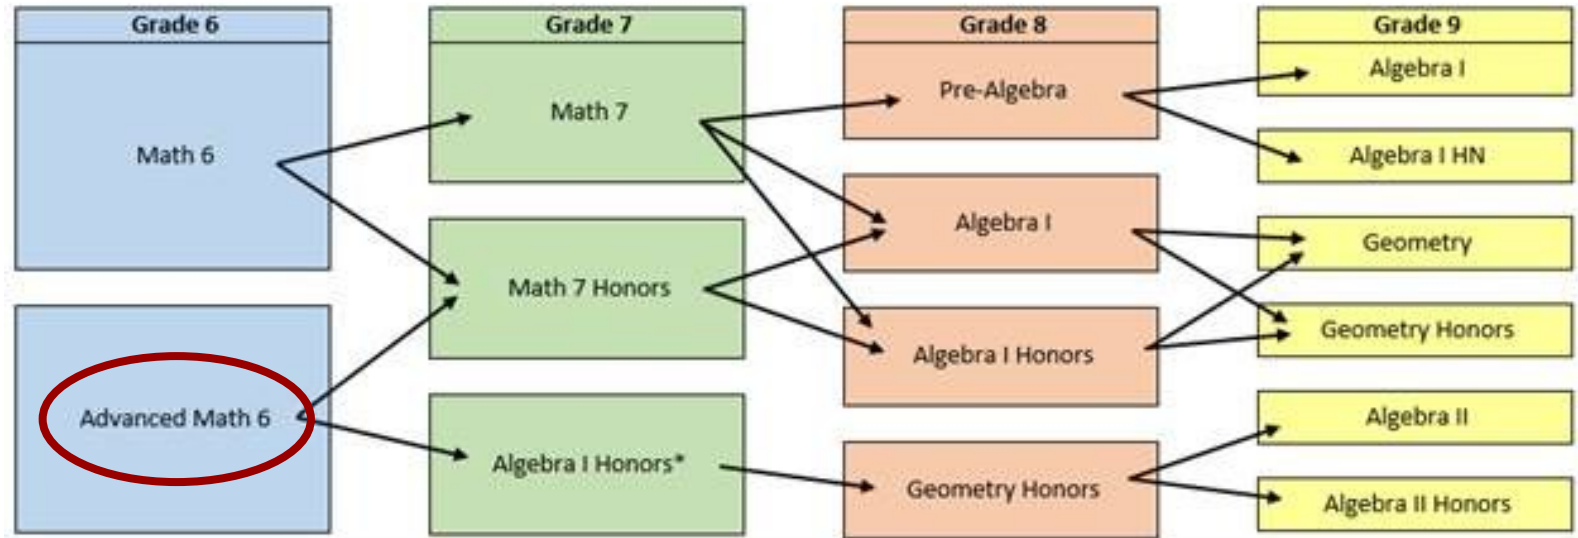 Grade 6
Math 6
Advanced Math 6
Grade 7
Math 7
Math 7 Honors
Algebra I Honors*
Grade 8
Pre-Algebra
Algebra I
Algebra I Honors
Geometry Honors
Grade 9
Algebra I
Algebra I HN
Geometry
Geometry Honors
Algebra II
Algebra II Honors